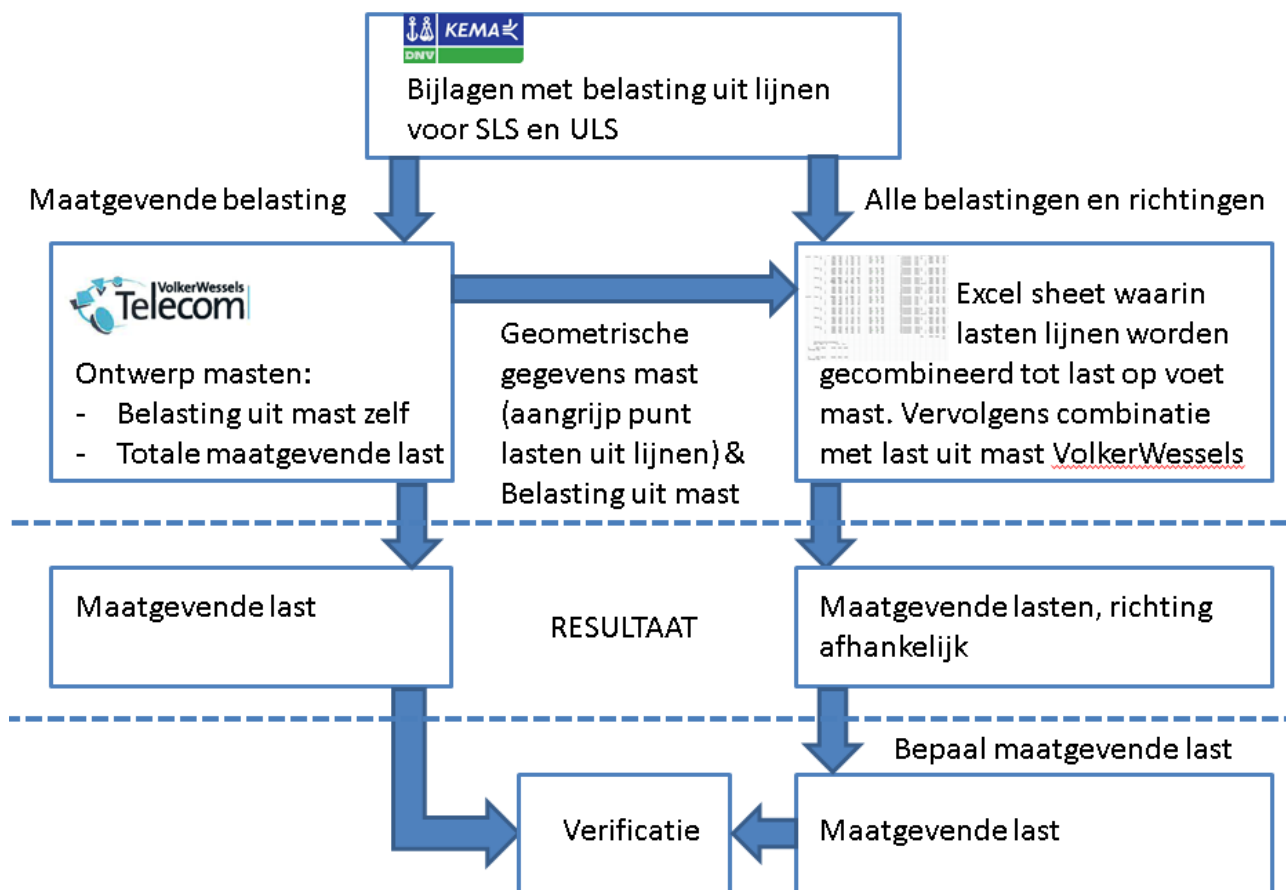 KEMA
DNV
Bijlagen met belasting uit lijnen
voor SLS en ULS
Maatgevende belasting
Alle belastingen en richtingen
VolkerWessels
Telecom
Ontwerp masten:
- Belasting uit mast zelf
- Totale maatgevende last
Geometrische
gegevens mast
(aangrijp punt
lasten uit lijnen) &
Belasting uit mast
Excel sheet waarin
lasten lijnen worden
gecombineerd tot last op voet
mast. Vervolgens combinatie
met last uit mast VolkerWessels
Maatgevende last
RESULTAAT
Maatgevende lasten, richting
afhankelijk
Bepaal maatgevende last
Verificatie
Maatgevende last